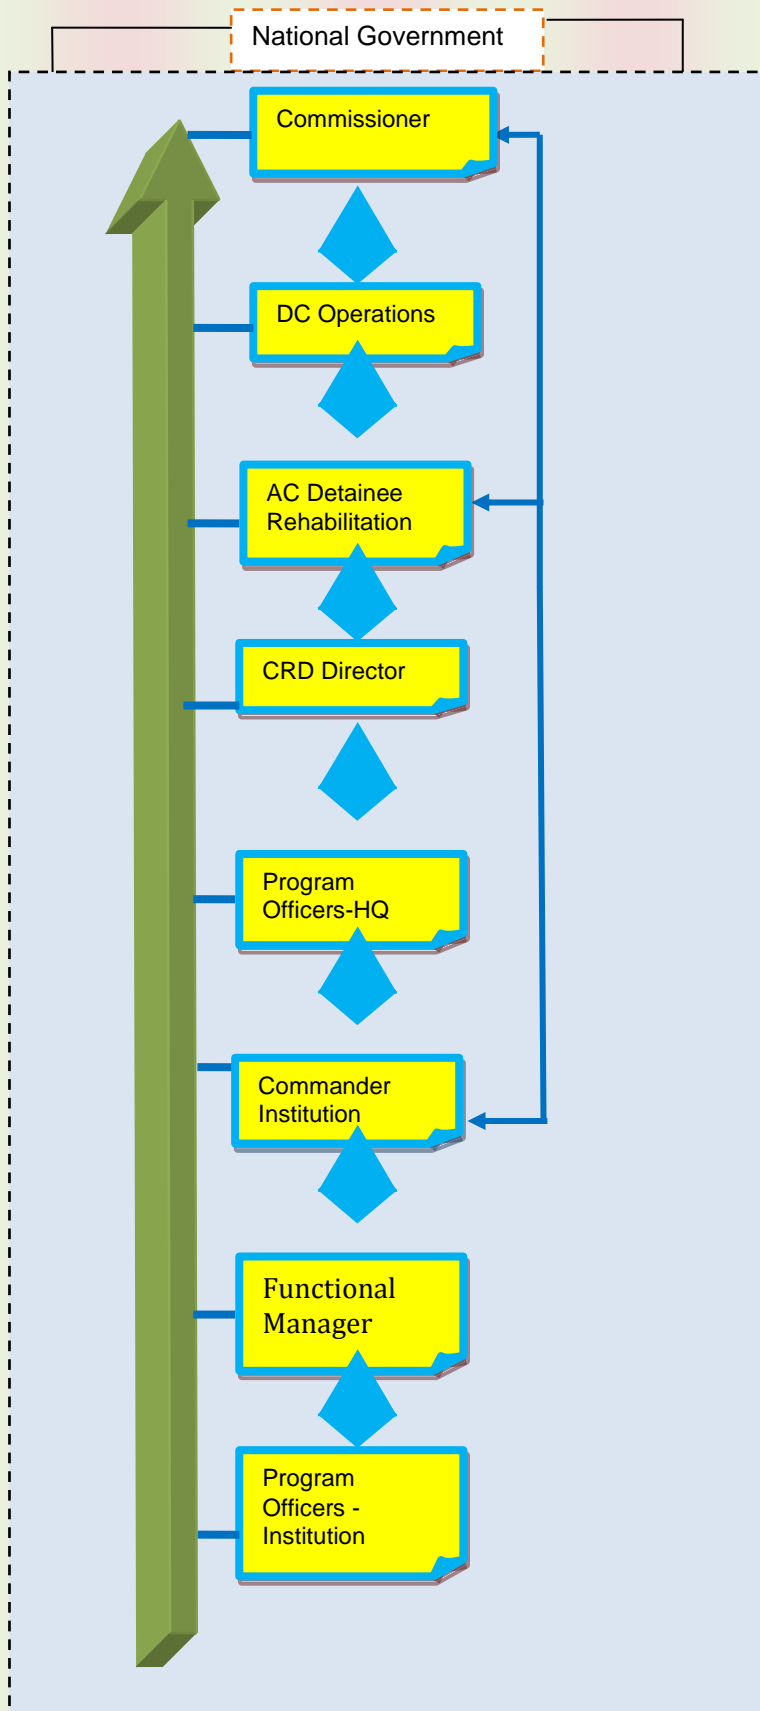 National Government
Commissioner
DC Operations
AC Detainee
Rehabilitation
CRD Director
Program
Officers-HQ
Commander
Institution
Functional
Manager
Program
Officers -
Institution